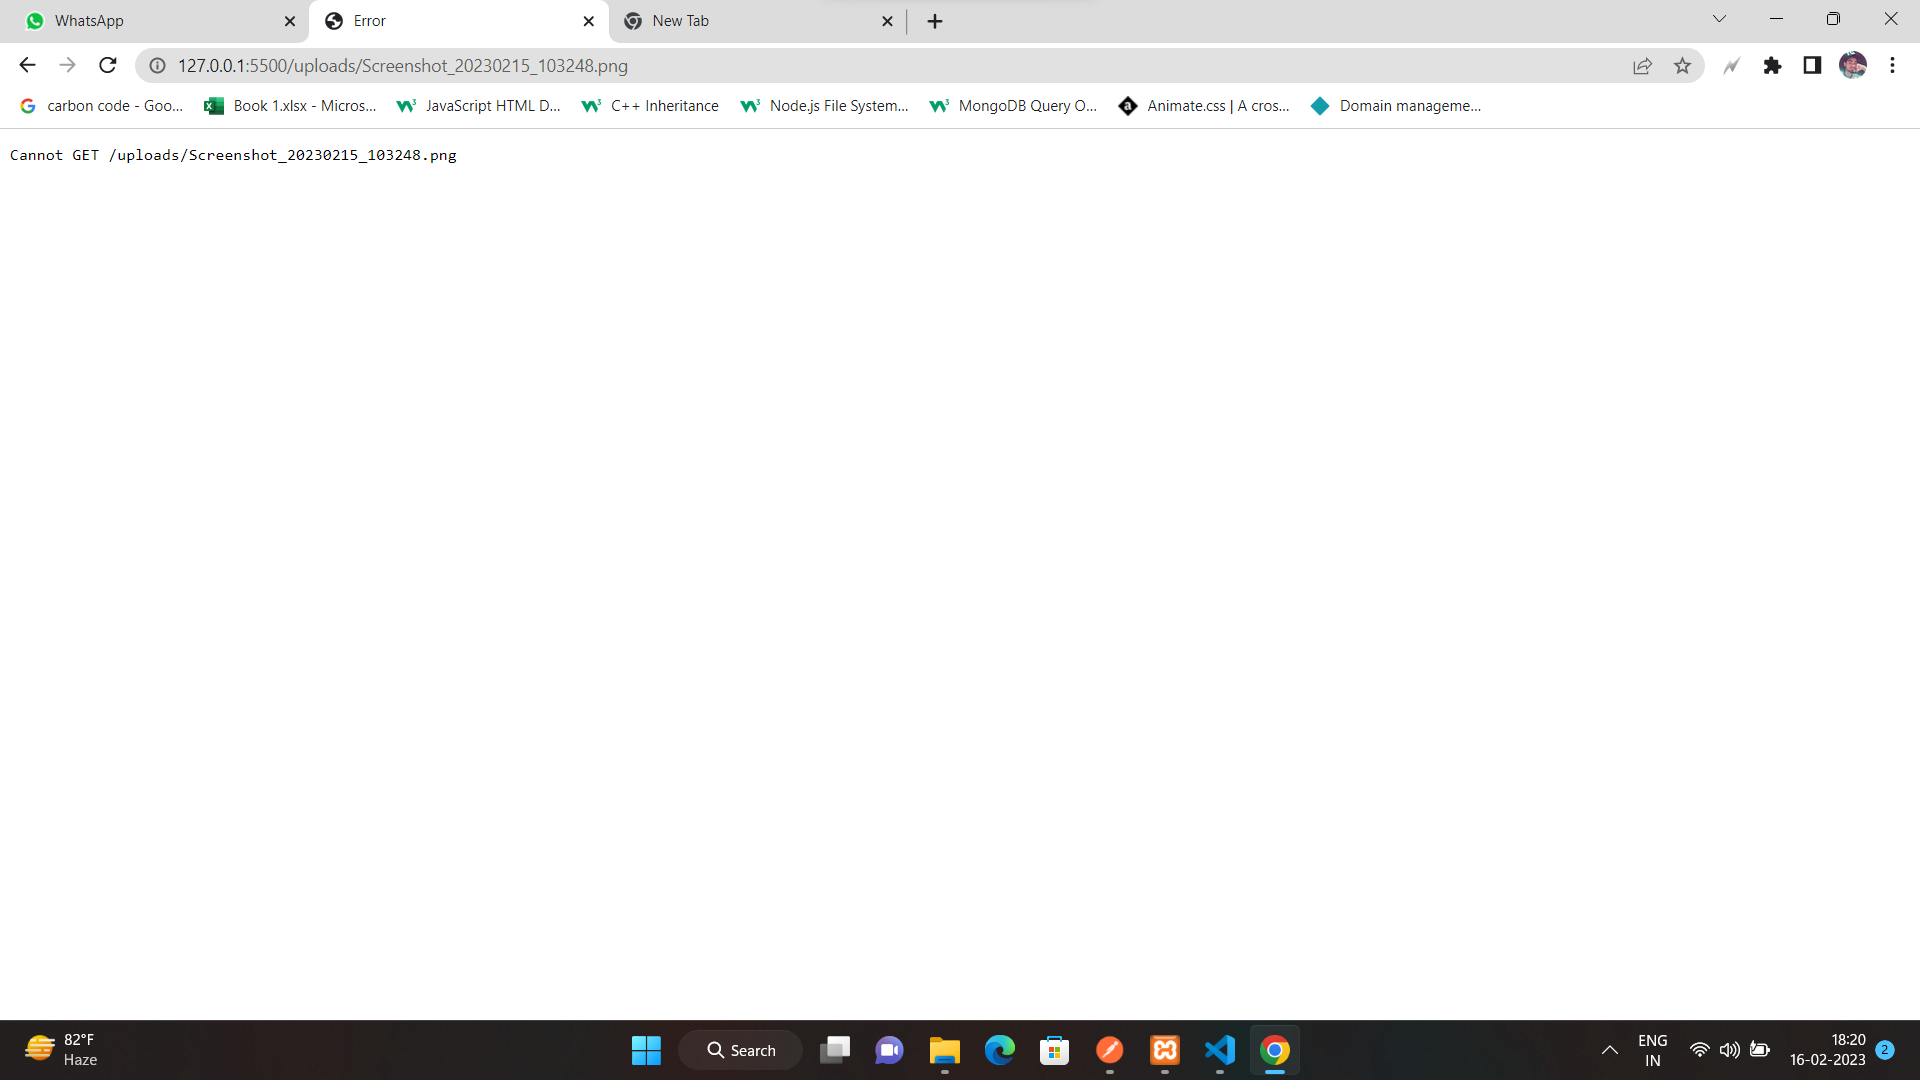 WhatsApp
Error
New Tab
127.0.0.1:5500/uploads/Screenshot_20230215_103248.png
carbon code - Goo...
Book 1.xlsx - Micros...
JavaScript HTML D...
C++ Inheritance
Node.js File System...
MongoDB Query O...
Animate.css | A cros...
Domain manageme...
Cannot GET /uploads/Screenshot_20230215_103248.png
82°F
Haze
Search
ENG
IN
18:20
16-02-2023
2